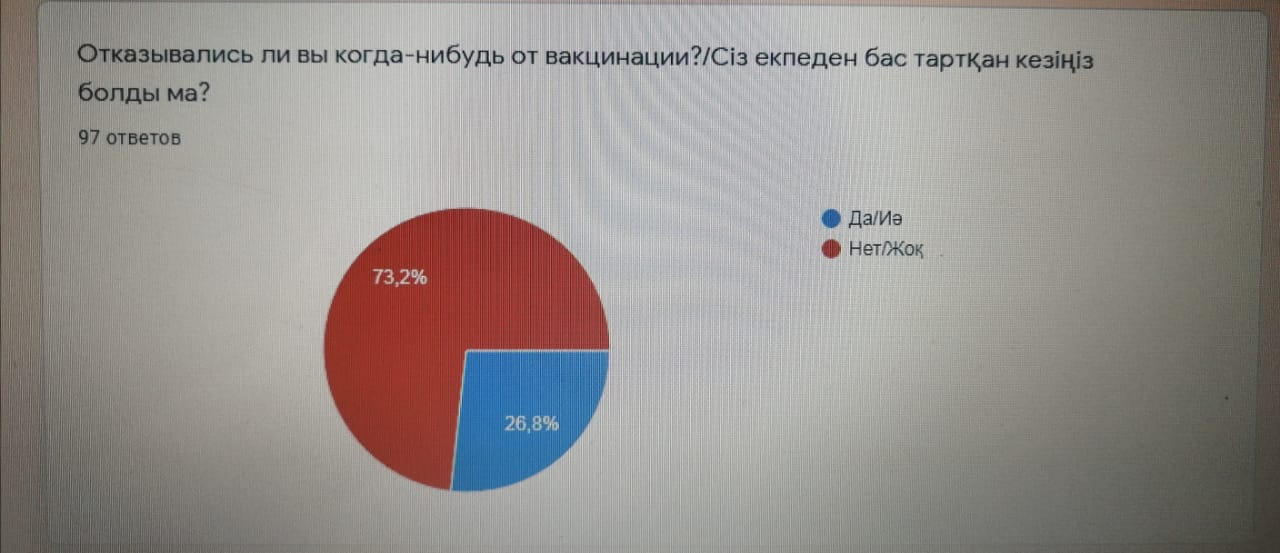 Отказывались ли вы когда-нибудь от вакцинации?/Сіз екпеден бас тартқан кезіңіз
болды ма?
97 ответов
Да/Иә
Нет/Жоқ
73,2%
26,8%